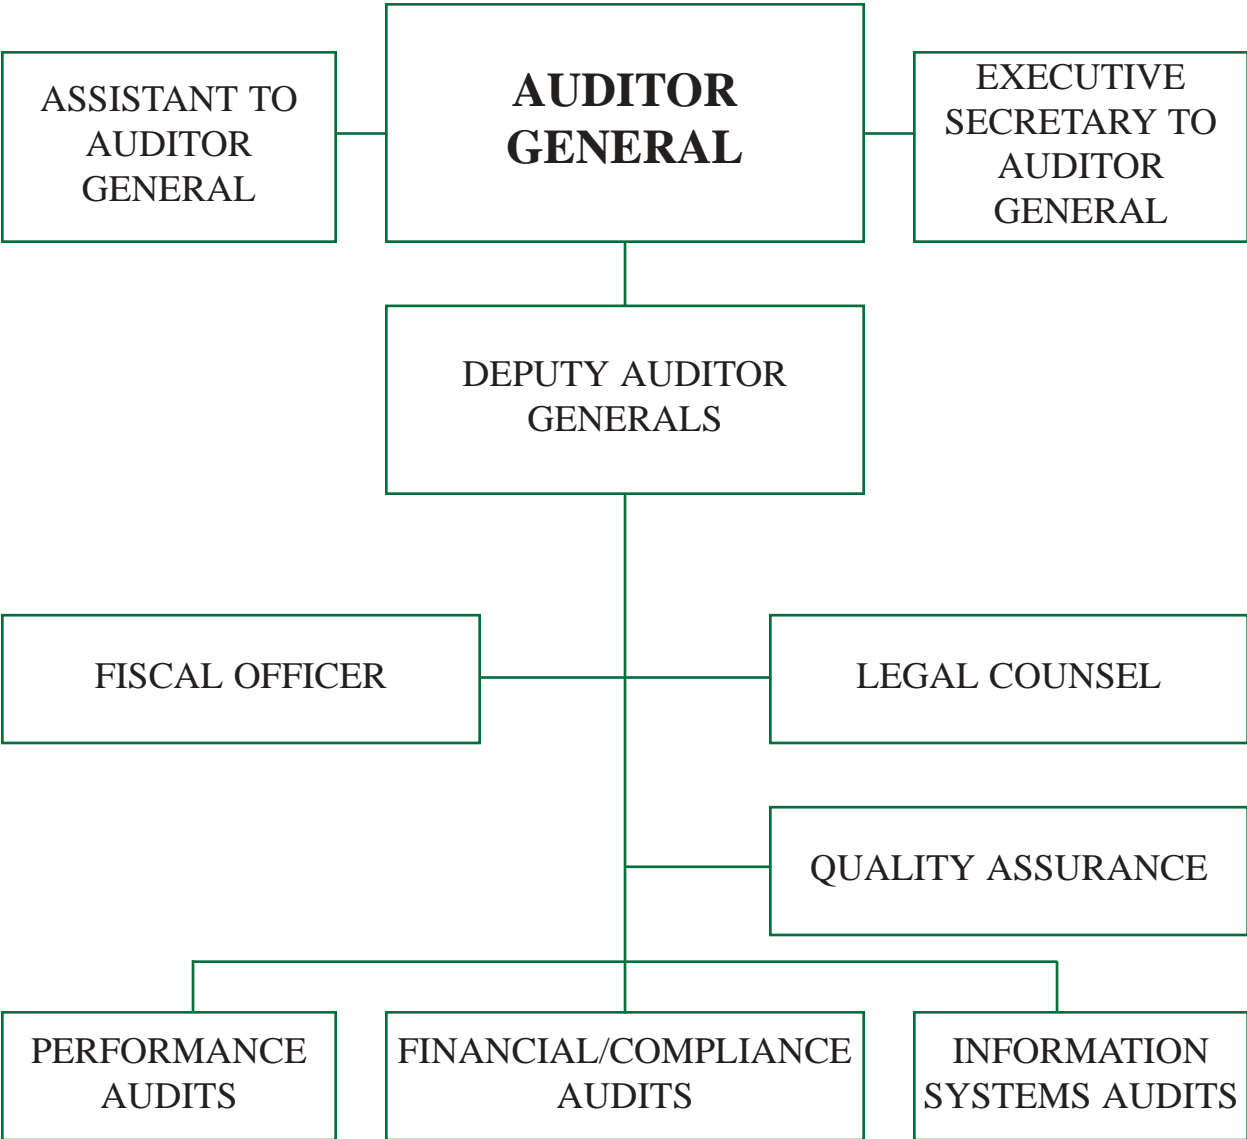 ASSISTANT TO
AUDITOR
GENERAL
AUDITOR
GENERAL
EXECUTIVE
SECRETARY TO
AUDITOR
GENERAL
DEPUTY AUDITOR
GENERALS
FISCAL OFFICER
LEGAL COUNSEL
QUALITY ASSURANCE
PERFORMANCE
AUDITS
FINANCIAL/COMPLIANCE
AUDITS
INFORMATION
SYSTEMS AUDITS